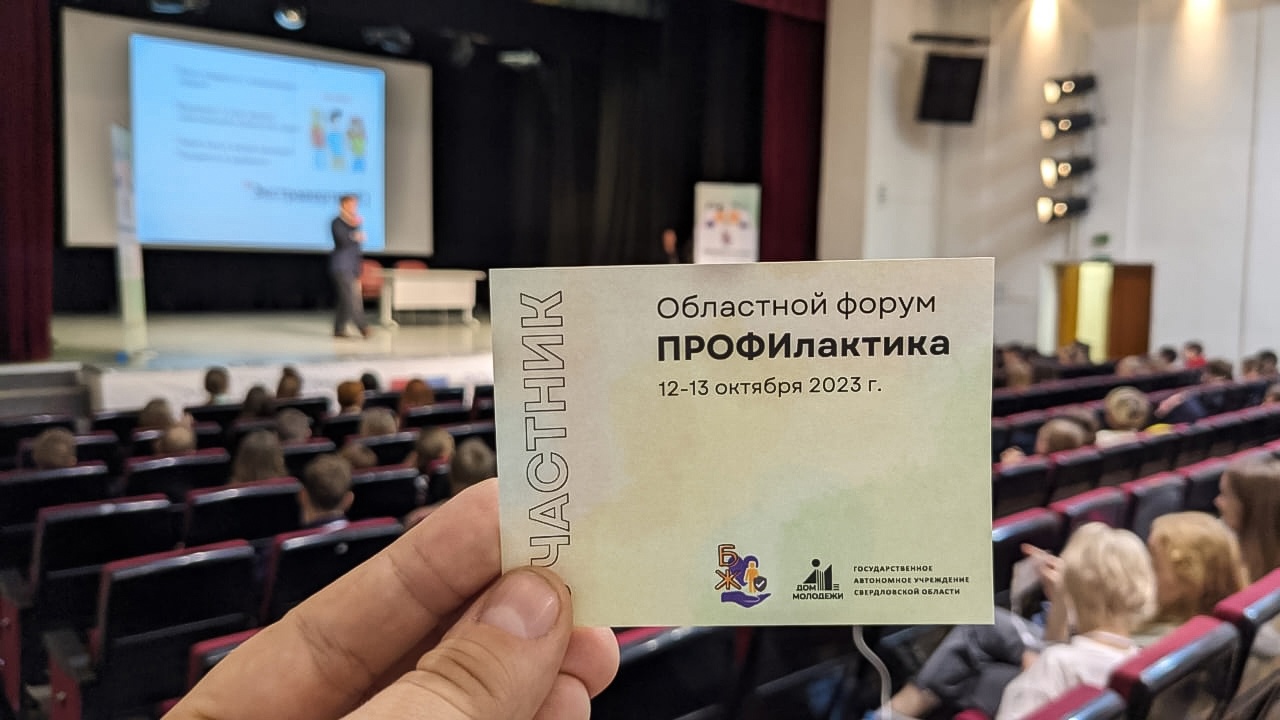 ЧАСТНИК
Областной форум
ПРОФИлактика
12-13 октября 2023 г.
БЖ
ДОМ
МОЛОДЕЖИ
ГОСУДАРСТВЕННОЕ
АВТОНОМНОЕ УЧРЕЖДЕНИЕ
СВЕРДЛОВСКОЙ ОБЛАСТИ